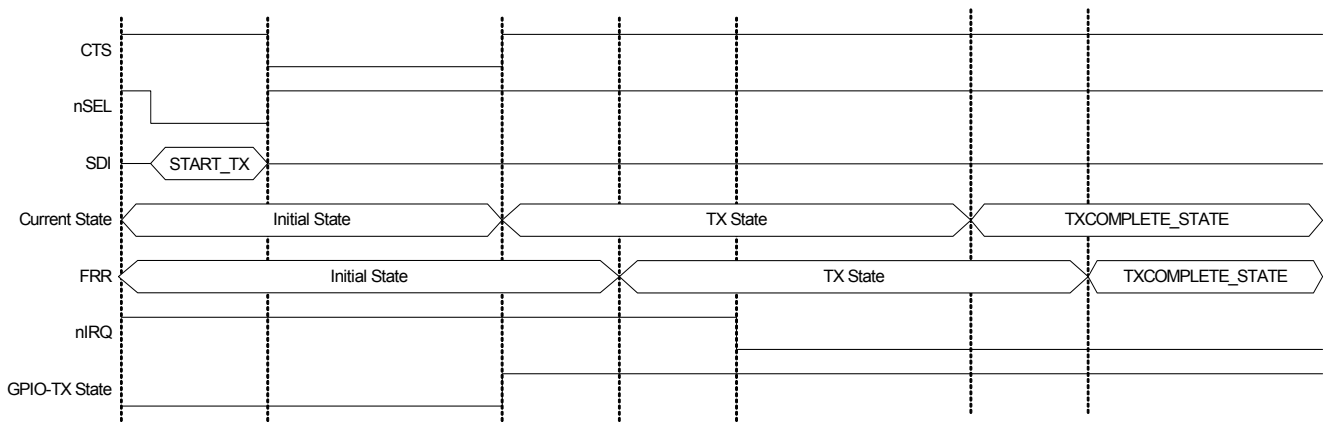 CTS
nSEL
SDI START_TX
Current State Initial State TX State TXCOMPLETE_STATE
FRR Initial State TX State TXCOMPLETE_STATE
nIRQ
GPIO-TX State